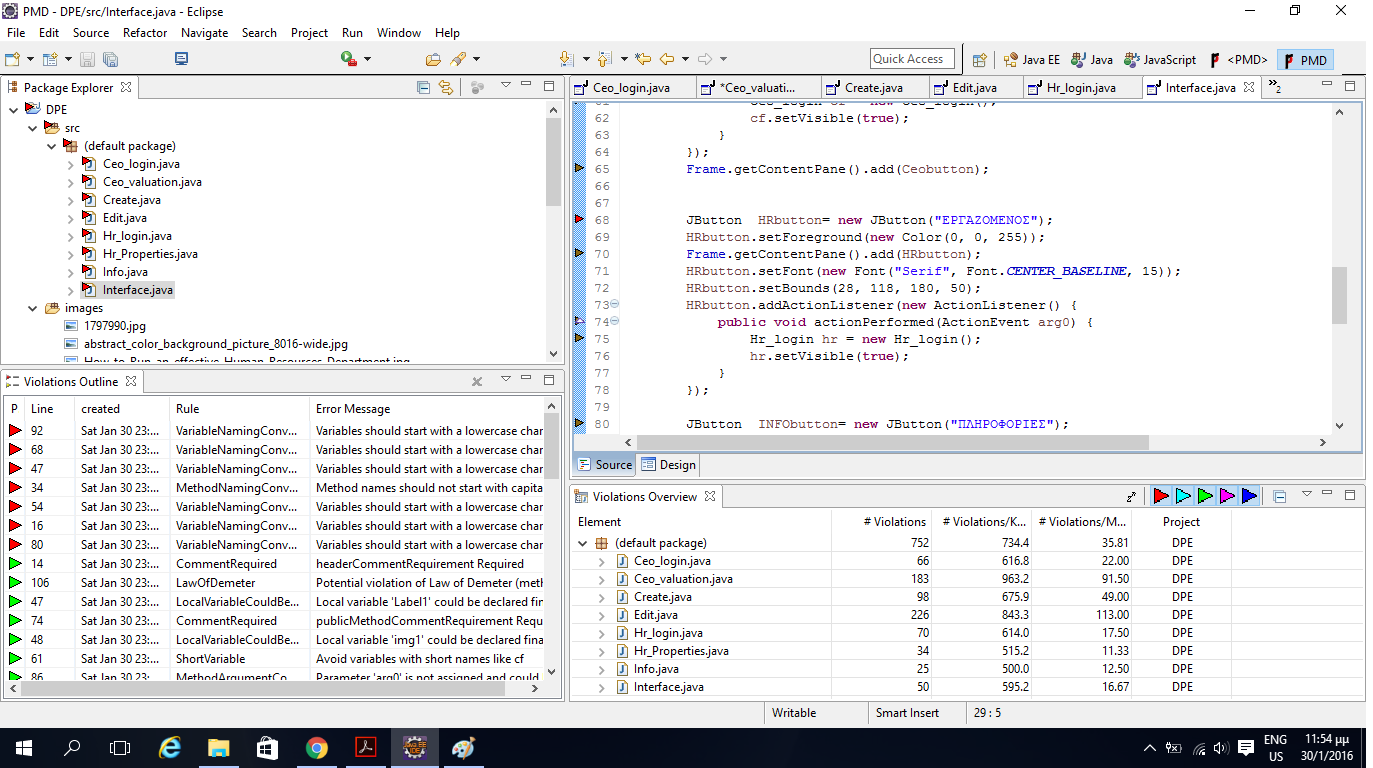 PMD - DPE/src/Interface.java - Eclipse
File Edit Source Refactor Navigate Search Project Run Window Help
Quick Access Java EE Java JavaScript <PMD> PMD
Package Explorer
DPE
src
(default package)
Ceo_login.java
Ceo_valuation.java
Create.java
Edit.java
Hr_login.java
Hr_Properties.java
Info.java
Interface.java
images
1797990.jpg
abstract_color_background_picture_8016-wide.jpg
How-to-Run-an-effective-Human-Resources-Department.jpg
Ceo_login.java *Ceo_valuati... Create.java Edit.java Hr_login.java Interface.java »2
62 cf.setVisible(true);
63 }
64 });
65 Frame.getContentPane().add(Ceobutton);
66
67
68 JButton HRbutton= new JButton("ΕΡΓΑΖΟΜΕΝΟΣ");
69 HRbutton.setForeground(new Color(0, 0, 255));
70 Frame.getContentPane().add(HRbutton);
71 HRbutton.setFont(new Font("Serif", Font.CENTER_BASELINE, 15));
72 HRbutton.setBounds(28, 118, 180, 50);
73 HRbutton.addActionListener(new ActionListener() {
74 public void actionPerformed(ActionEvent arg0) {
75 Hr_login hr = new Hr_login();
76 hr.setVisible(true);
77 }
78 });
79
80 JButton INFObutton= new JButton("ΠΛΗΡΟΦΟΡΙΕΣ");
Source Design
Violations Outline
P Line created Rule Error Message
92 Sat Jan 30 23:... VariableNamingConv... Variables should start with a lowercase char
68 Sat Jan 30 23:... VariableNamingConv... Variables should start with a lowercase char
47 Sat Jan 30 23:... VariableNamingConv... Variables should start with a lowercase char
34 Sat Jan 30 23:... MethodNamingConv... Method names should not start with capita
54 Sat Jan 30 23:... VariableNamingConv... Variables should start with a lowercase char
16 Sat Jan 30 23:... VariableNamingConv... Variables should start with a lowercase char
80 Sat Jan 30 23:... VariableNamingConv... Variables should start with a lowercase char
14 Sat Jan 30 23:... CommentRequired headerCommentRequirement Required
106 Sat Jan 30 23:... LawOfDemeter Potential violation of Law of Demeter (metl
47 Sat Jan 30 23:... LocalVariableCouldBe... Local variable 'Label1' could be declared fin
74 Sat Jan 30 23:... CommentRequired publicMethodCommentRequirement Requ
48 Sat Jan 30 23:... LocalVariableCouldBe... Local variable 'img1' could be declared fina
61 Sat Jan 30 23:... ShortVariable Avoid variables with short names like cf
86 Sat Jan 30 23:... MethodArgumentCo... Parameter 'arg0' is not assigned and could
Violations Overview
Element # Violations # Violations/K... # Violations/M... Project
(default package) 752 734.4 35.81 DPE
Ceo_login.java 66 616.8 22.00 DPE
Ceo_valuation.java 183 963.2 91.50 DPE
Create.java 98 675.9 49.00 DPE
Edit.java 226 843.3 113.00 DPE
Hr_login.java 70 614.0 17.50 DPE
Hr_Properties.java 34 515.2 11.33 DPE
Info.java 25 500.0 12.50 DPE
Interface.java 50 595.2 16.67 DPE
Writable Smart Insert 29 : 5
ENG 11:54 μμ
US 30/1/2016